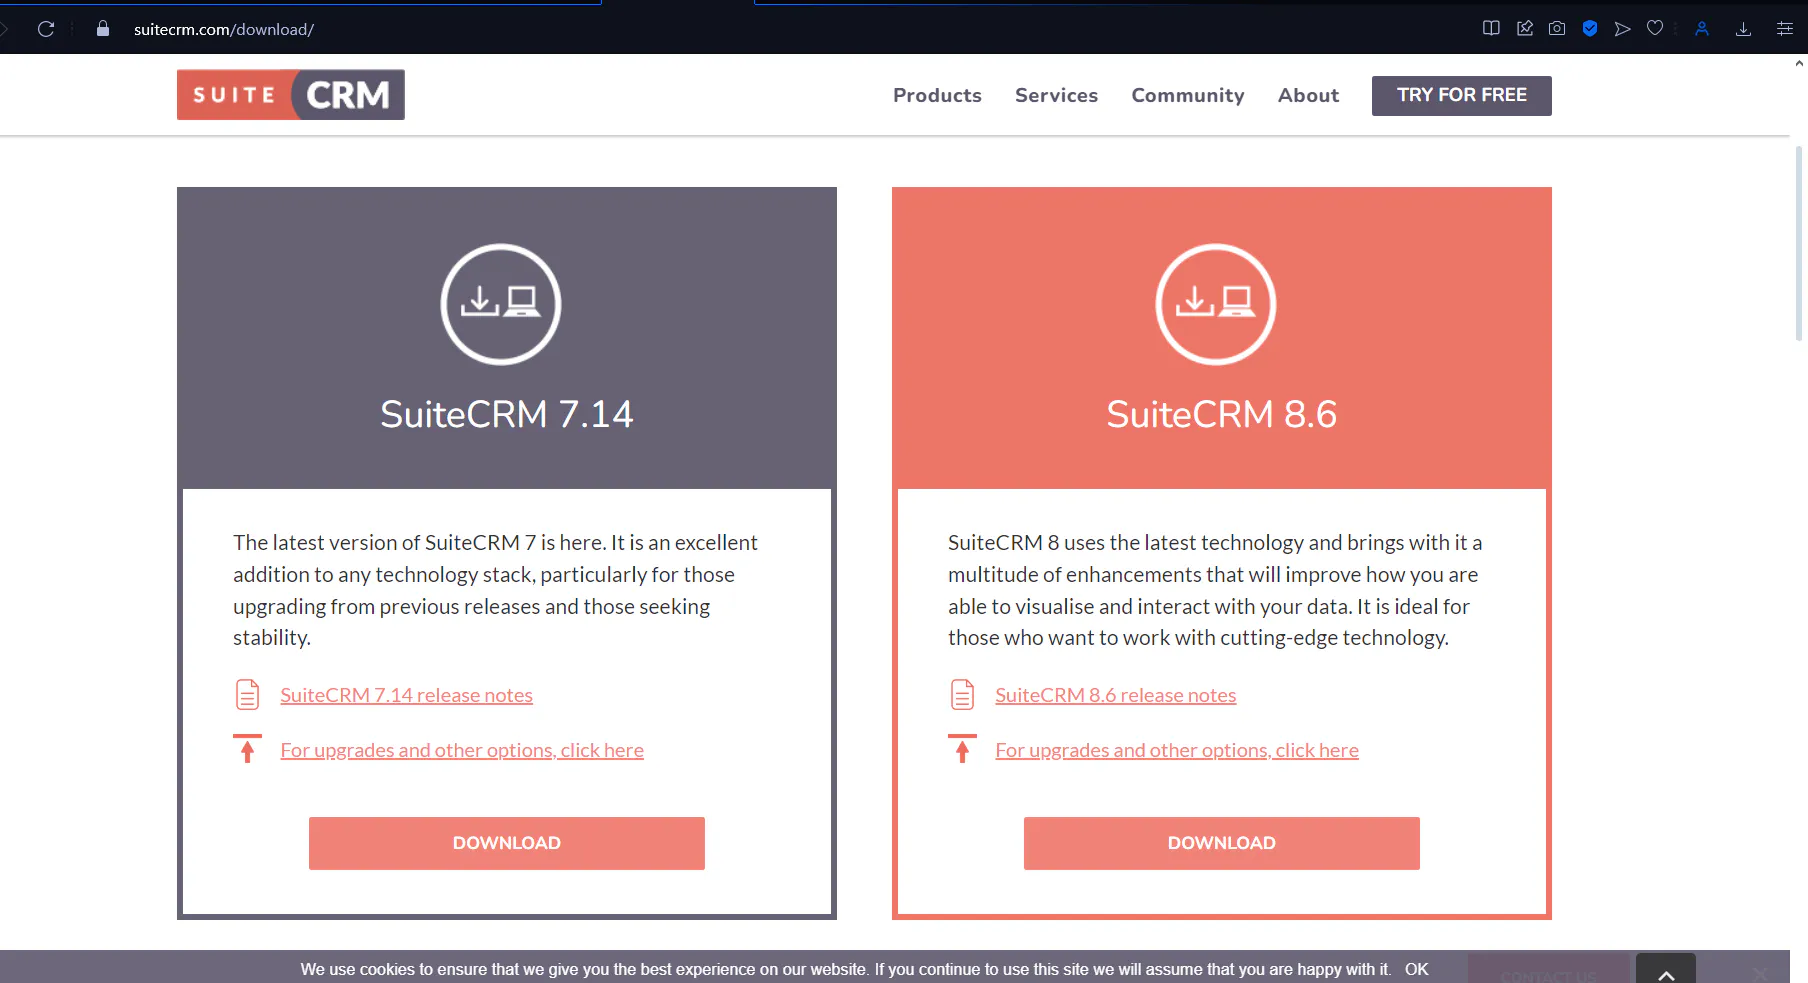 suitecrm.com/download/
SUITE CRM
Products Services Community About TRY FOR FREE
SuiteCRM 7.14
The latest version of SuiteCRM 7 is here. It is an excellent
addition to any technology stack, particularly for those
upgrading from previous releases and those seeking
stability.
SuiteCRM 7.14 release notes
For upgrades and other options, click here
DOWNLOAD
SuiteCRM 8.6
SuiteCRM 8 uses the latest technology and brings with it a
multitude of enhancements that will improve how you are
able to visualise and interact with your data. It is ideal for
those who want to work with cutting-edge technology.
SuiteCRM 8.6 release notes
For upgrades and other options, click here
DOWNLOAD
We use cookies to ensure that we give you the best experience on our website. If you continue to use this site we will assume that you are happy with it. OK
CONTACT US